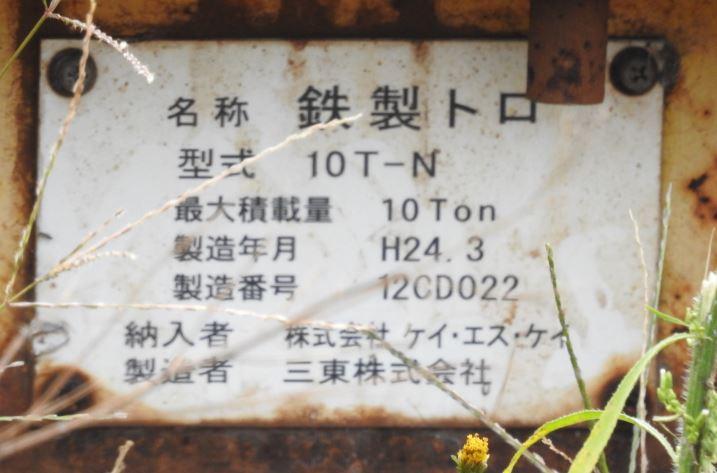 名称 鉄製トロ
型式 10T-N
最大積載量 10Ton
製造年月 H24.3
製造番号 12CD022
納入者 株式会社 ケイ・エス・ケイ
製造者 三東株式会社